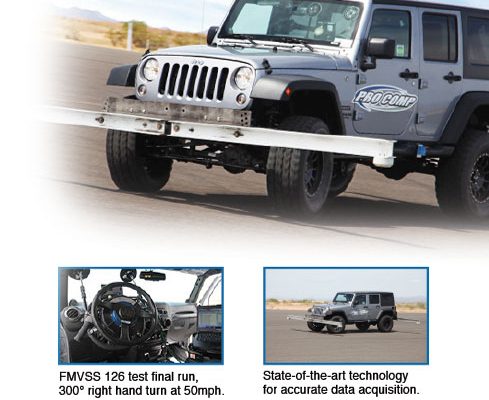 Jeep
PRO COMP
FMVSS 126 test final run,
300° right hand turn at 50mph.
State-of-the-art technology
for accurate data acquisition.